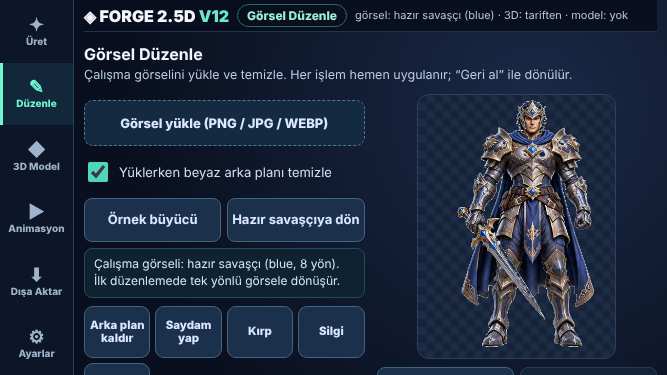 ◈ FORGE 2.5D V12 Görsel Düzenle görsel: hazır savaşçı (blue) · 3D: tariften · model: yok
Üret
Düzenle
3D Model
Animasyon
Dışa Aktar
Ayarlar
Görsel Düzenle
Çalışma görselini yükle ve temizle. Her işlem hemen uygulanır; “Geri al” ile dönülür.
Görsel yükle (PNG / JPG / WEBP)
Yüklerken beyaz arka planı temizle
Örnek büyücü
Hazır savaşçıya dön
Çalışma görseli: hazır savaşçı (blue, 8 yön).
İlk düzenlemede tek yönlü görsele dönüşür.
Arka plan
kaldır
Saydam
yap
Kırp
Silgi